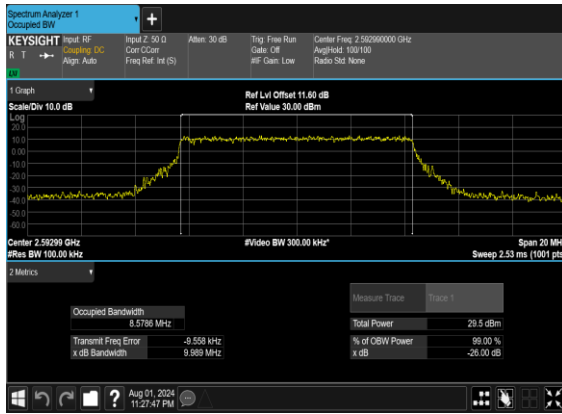 Spectrum Analyzer 1
Occupied BW
KEYSIGHT Input: RF Input Z: 50 Ω Atten: 30 dB Trig: Free Run Center Freq: 2.592990000 GHz
R T Coupling: DC Corr CCorr Gate: Off Avg|Hold: 100/100
Align: Auto Freq Ref: Int (S) #IF Gain: Low Radio Std: None
1 Graph
Ref Lvl Offset 11.60 dB
Scale/Div 10.0 dB Ref Value 30.00 dBm
Log
20.0
10.0
0.00
-10.0
-20.0
-30.0
-40.0
-50.0
-60.0
Center 2.59299 GHz #Video BW 300.00 kHz* Span 20 MH
#Res BW 100.00 kHz Sweep 2.53 ms (1001 pts
2 Metrics
Measure Trace Trace 1
Occupied Bandwidth
8.5786 MHz Total Power 29.5 dBm
Transmit Freq Error -9.558 kHz % of OBW Power 99.00 %
x dB Bandwidth 9.989 MHz x dB -26.00 dB
Aug 01, 2024
11:27:47 PM